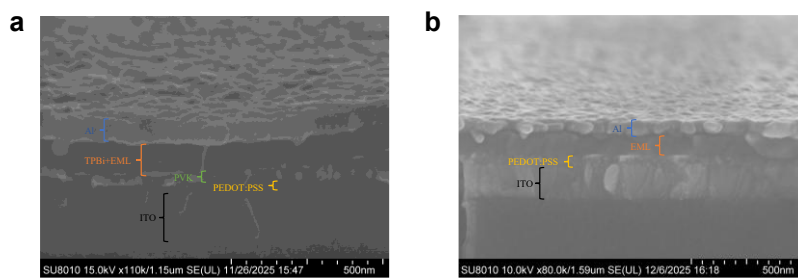 a
b
Al
TPBi+EML
PVK
PEDOT:PSS
ITO
SU8010 15.0kV x110k/1.15μm SE(UL) 11/26/2025 15:47
500nm
Al
EML
PEDOT:PSS
ITO
SU8010 10.0kV x80.0k/1.59μm SE(UL) 12/6/2025 16:18
500nm